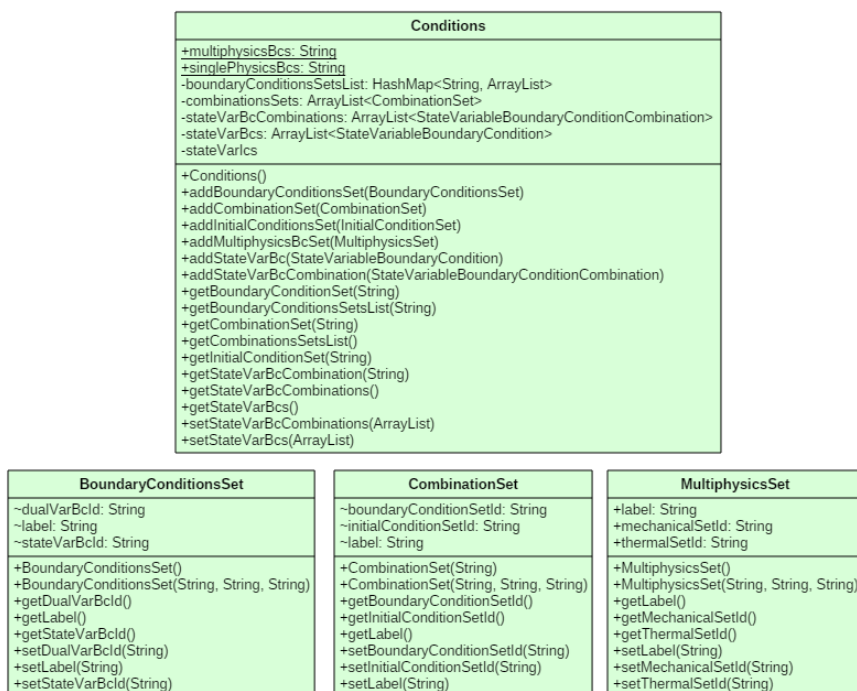 Conditions
+multiphysicsBcs: String
+singlePhysicsBcs: String
-boundaryConditionsSetsList: HashMap<String, ArrayList>
-combinationsSets: ArrayList<CombinationSet>
-stateVarBcCombinations: ArrayList<StateVariableBoundaryConditionCombination>
-stateVarBcs: ArrayList<StateVariableBoundaryCondition>
-stateVarIcs
+Conditions()
+addBoundaryConditionsSet(BoundaryConditionsSet)
+addCombinationSet(CombinationSet)
+addInitialConditionsSet(InitialConditionSet)
+addMultiphysicsBcSet(MultiphysicsSet)
+addStateVarBc(StateVariableBoundaryCondition)
+addStateVarBcCombination(StateVariableBoundaryConditionCombination)
+getBoundaryConditionSet(String)
+getBoundaryConditionsSetsList(String)
+getCombinationSet(String)
+getCombinationsSetsList()
+getInitialConditionSet(String)
+getStateVarBcCombination(String)
+getStateVarBcCombinations()
+getStateVarBcs()
+setStateVarBcCombinations(ArrayList)
+setStateVarBcs(ArrayList)
BoundaryConditionsSet
~dualVarBcId: String
~label: String
~stateVarBcId: String
+BoundaryConditionsSet()
+BoundaryConditionsSet(String, String, String)
+getDualVarBcId()
+getLabel()
+getStateVarBcId()
+setDualVarBcId(String)
+setLabel(String)
+setStateVarBcId(String)
CombinationSet
~boundaryConditionSetId: String
~initialConditionSetId: String
~label: String
+CombinationSet(String)
+CombinationSet(String, String, String)
+getBoundaryConditionSetId()
+getInitialConditionSetId()
+getLabel()
+setBoundaryConditionSetId(String)
+setInitialConditionSetId(String)
+setLabel(String)
MultiphysicsSet
+label: String
+mechanicalSetId: String
+thermalSetId: String
+MultiphysicsSet()
+MultiphysicsSet(String, String, String)
+getLabel()
+getMechanicalSetId()
+getThermalSetId()
+setLabel(String)
+setMechanicalSetId(String)
+setThermalSetId(String)